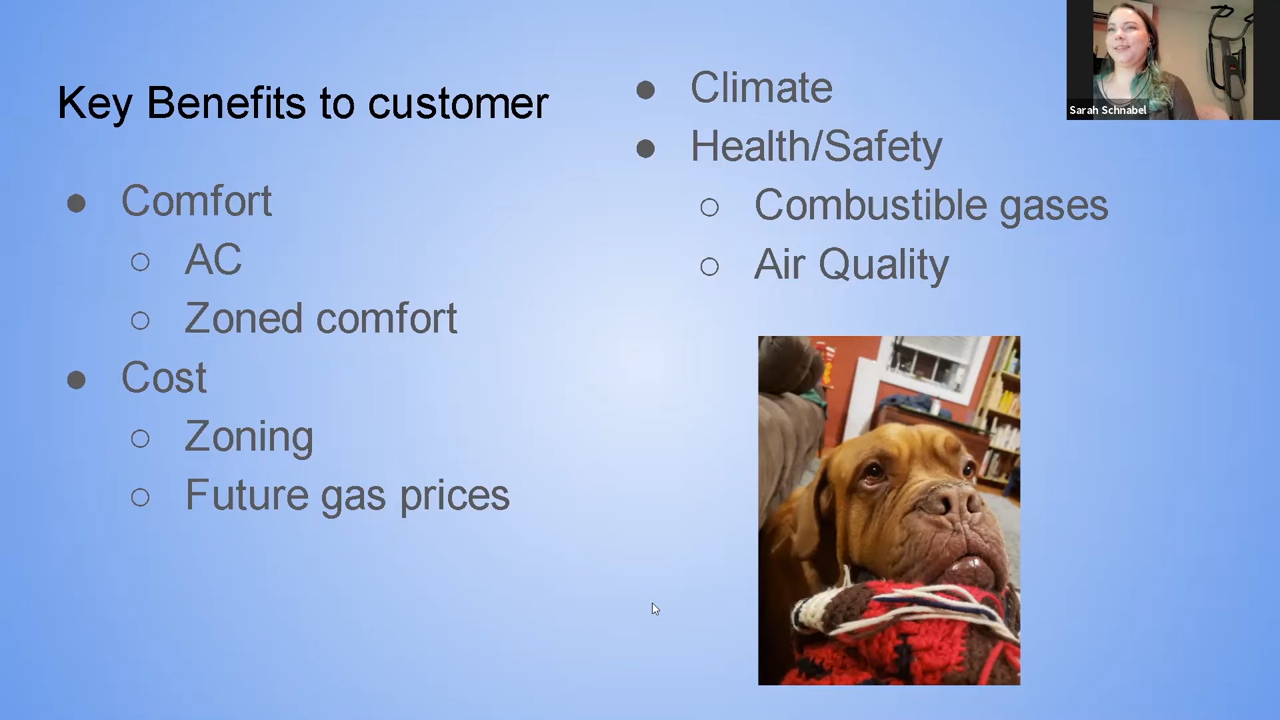 Key Benefits to customer
● Comfort
○ AC
○ Zoned comfort
● Cost
○ Zoning
○ Future gas prices
● Climate
● Health/Safety
○ Combustible gases
○ Air Quality
Sarah Schnabel